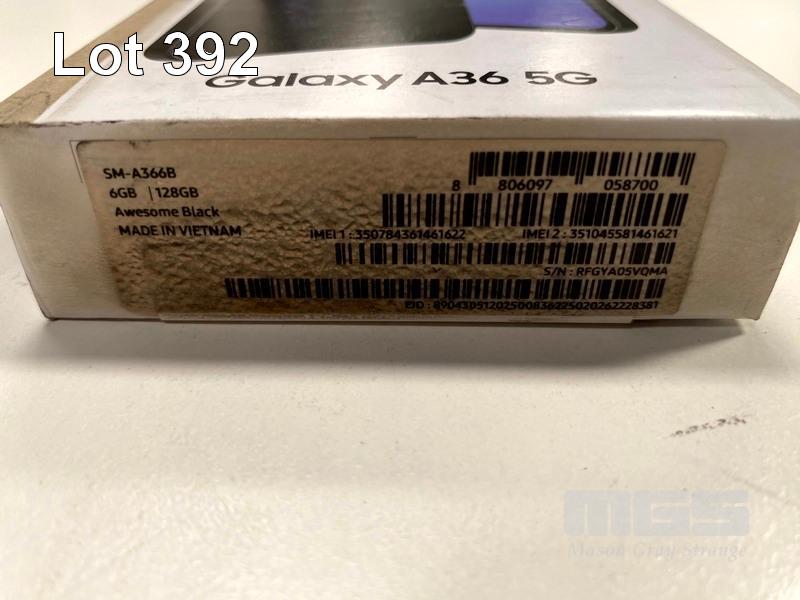 Lot 392
Galaxy A36 5G
SM-A366B
6GB | 128GB
Awesome Black
MADE IN VIETNAM
8 806097 058700
IMEI 1 : 350784361461622 IMEI 2 : 351045581461621
S/N : RFGYA05VQMA
EID : 89043051202500836225020262228381
MGS
Mason Gray Strange